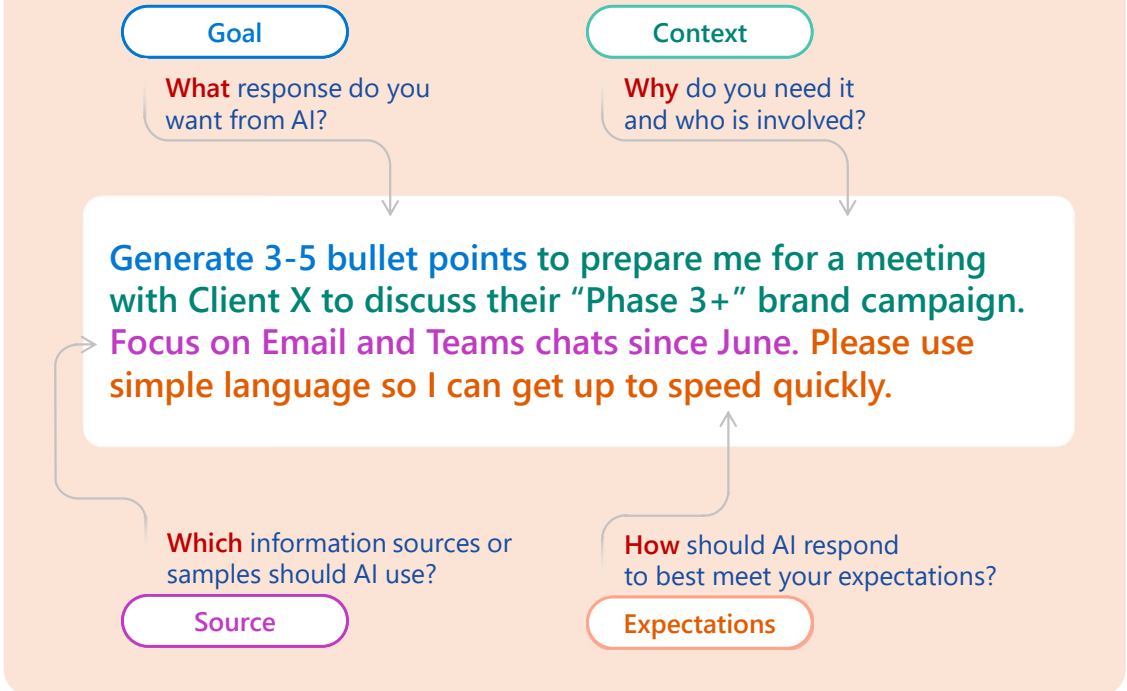 Goal
Context
What response do you
want from AI?
Why do you need it
and who is involved?
Generate 3-5 bullet points to prepare me for a meeting
with Client X to discuss their “Phase 3+” brand campaign.
Focus on Email and Teams chats since June. Please use
simple language so I can get up to speed quickly.
Which information sources or
samples should AI use?
How should AI respond
to best meet your expectations?
Source
Expectations